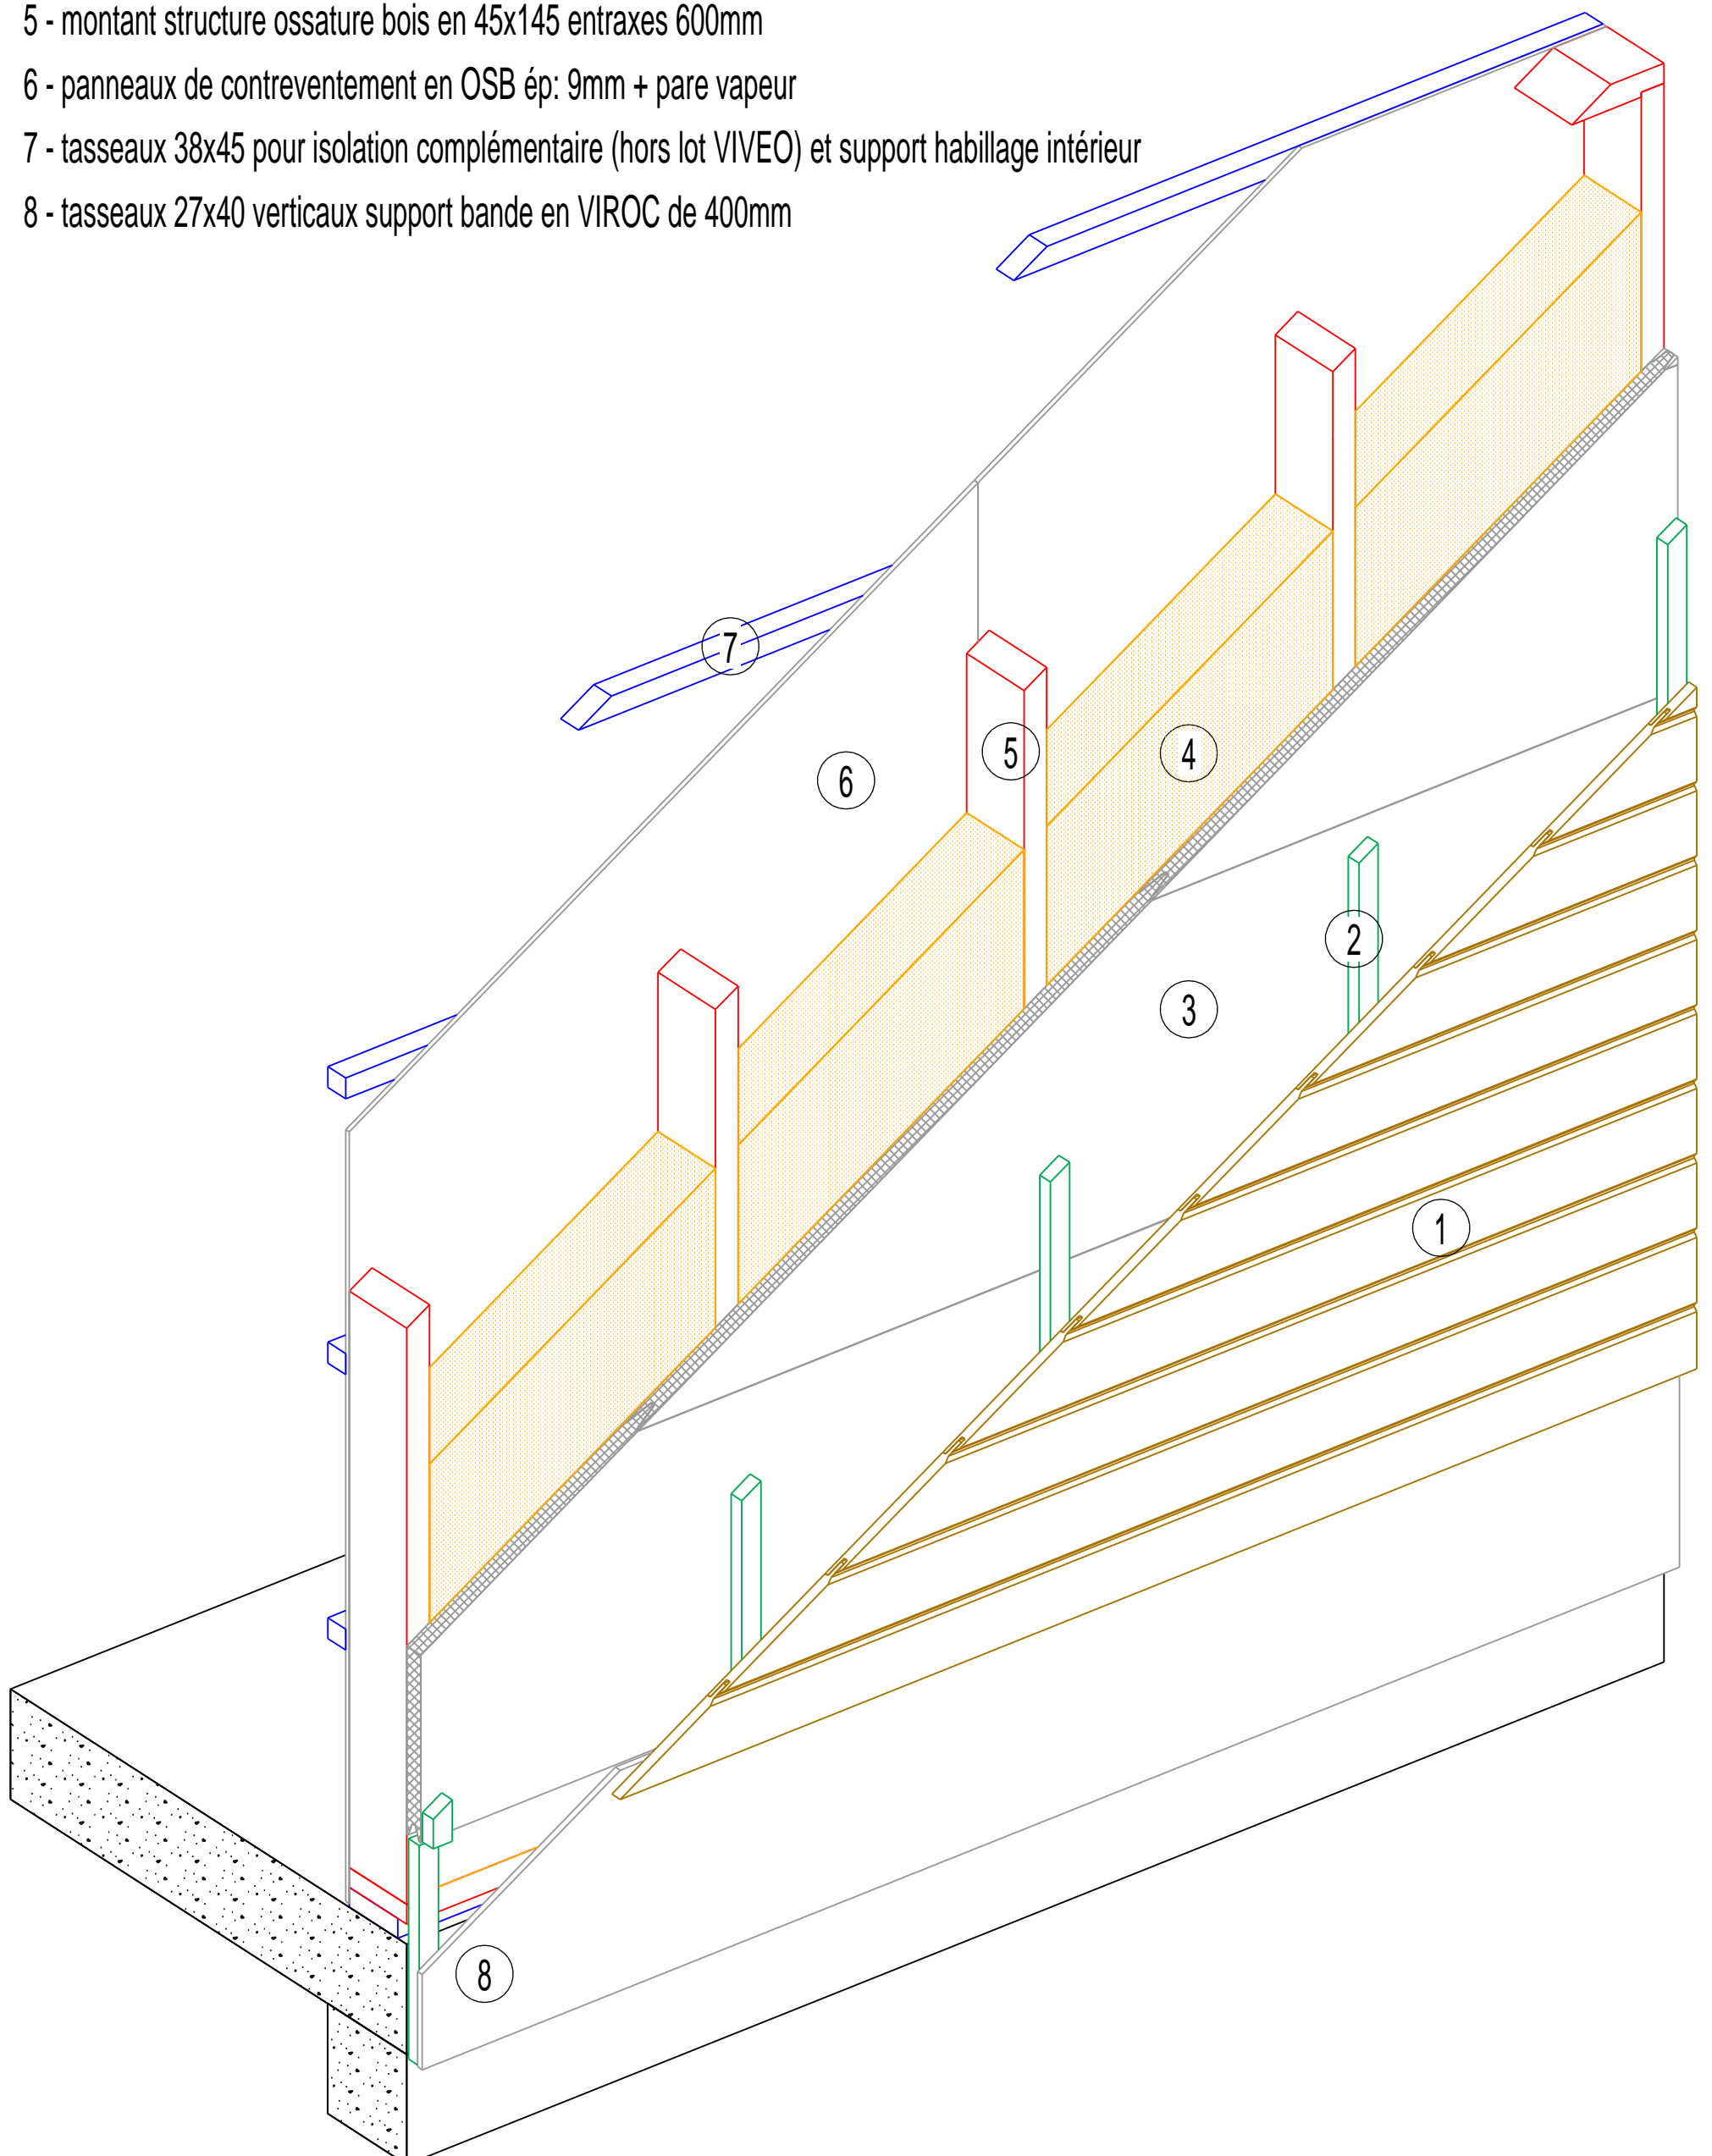 5 - montant structure ossature bois en 45x145 entraxes 600mm
6 - panneaux de contreventement en OSB ép: 9mm + pare vapeur
7 - tasseaux 38x45 pour isolation complémentaire (hors lot VIVEO) et support habillage intérieur
8 - tasseaux 27x40 verticaux support bande en VIROC de 400mm
7
5
4
6
2
3
1
8